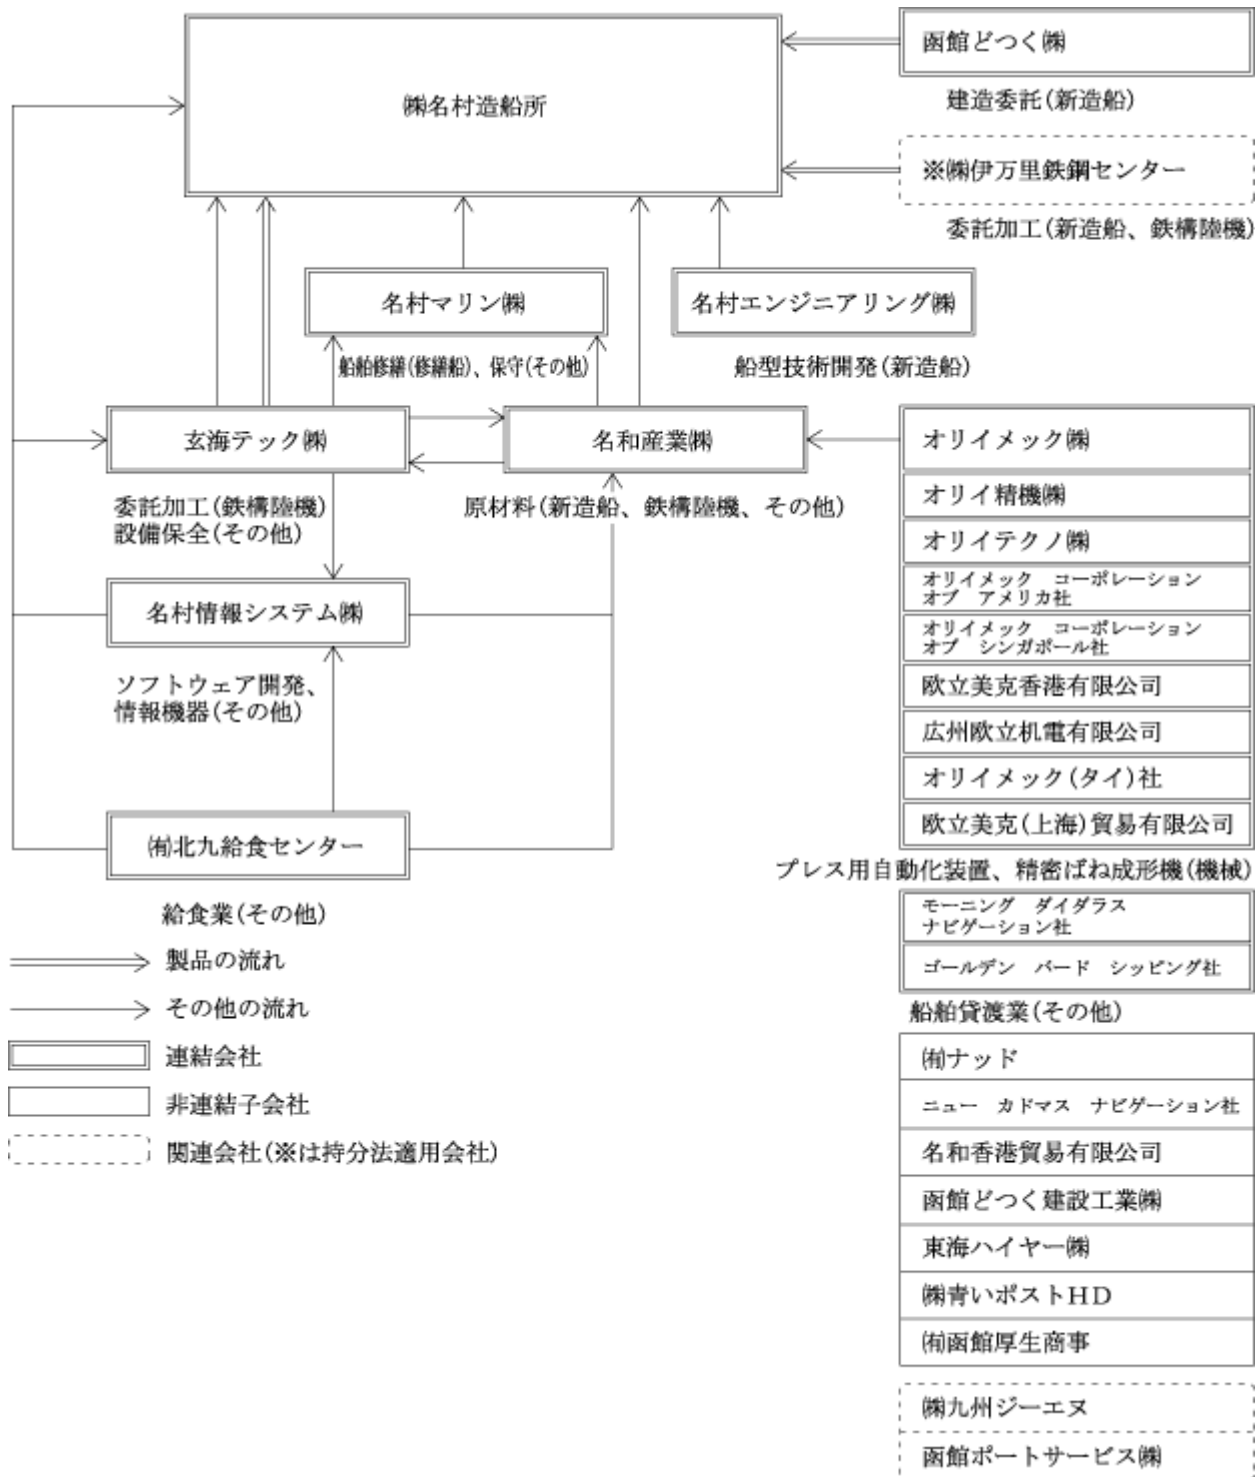 ㈱名村造船所
函館どつく㈱
建造委託(新造船)
※㈱伊万里鉄鋼センター
委託加工(新造船、鉄構陸機)
名村マリン㈱
船舶修繕(修繕船)、保守(その他)
名村エンジニアリング㈱
船型技術開発(新造船)
玄海テック㈱
委託加工(鉄構陸機)
設備保全(その他)
名和産業㈱
原材料(新造船、鉄構陸機、その他)
名村情報システム㈱
ソフトウェア開発、
情報機器(その他)
㈲北九給食センター
給食業(その他)
オリイメック㈱
オリイ精機㈱
オリイテクノ㈱
オリイメック　コーポレーション
オブ　アメリカ社
オリイメック　コーポレーション
オブ　シンガポール社
欧立美克香港有限公司
広州欧立机電有限公司
オリイメック(タイ)社
欧立美克(上海)貿易有限公司
プレス用自動化装置、精密ばね成形機(機械)
モーニング　ダイダラス
ナビゲーション社
ゴールデン　バード　シッピング社
船舶貸渡業(その他)
㈲ナッド
ニュー　カドマス　ナビゲーション社
名和香港貿易有限公司
函館どつく建設工業㈱
東海ハイヤー㈱
㈱青いポストHD
㈲函館厚生商事
㈱九州ジーエヌ
函館ポートサービス㈱
製品の流れ
その他の流れ
連結会社
非連結子会社
関連会社(※は持分法適用会社)